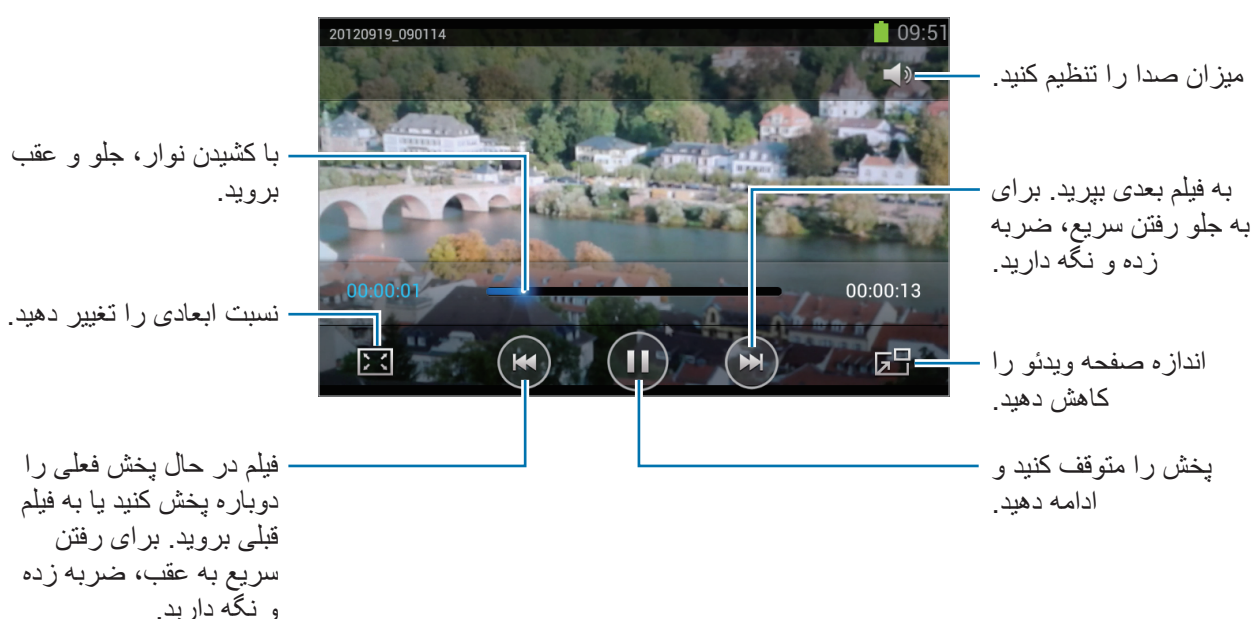 20120919_090114
09:51
میزان صدا را تنظیم کنید.
با کشیدن نوار، جلو و عقب
بروید.
به فیلم بعدی بپرید. برای
به جلو رفتن سریع، ضربه
زده و نگه دارید.
00:00:01
00:00:13
نسبت ابعادی را تغییر دهید.
اندازه صفحه ویدئو را
کاهش دهید.
فیلم در حال پخش فعلی را
دوباره پخش کنید یا به فیلم
قبلی بروید. برای رفتن
سریع به عقب، ضربه زده
و نگه دارید.
پخش را متوقف کنید و
ادامه دهید.